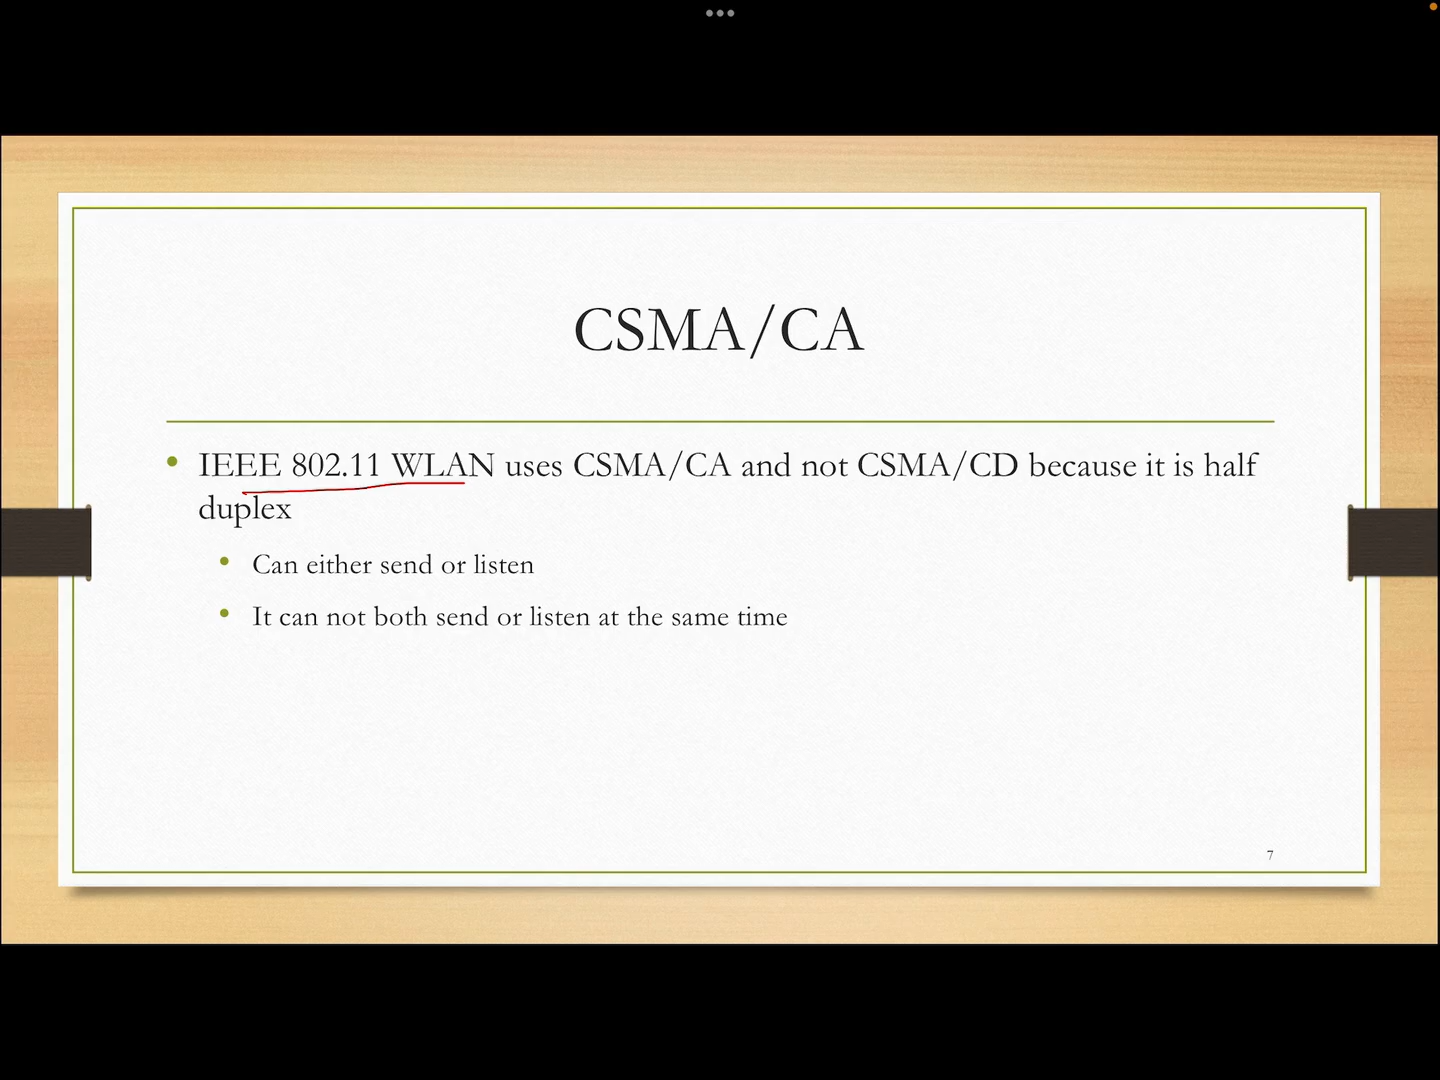 CSMA/CA
IEEE 802.11 WLAN uses CSMA/CA and not CSMA/CD because it is half
duplex
Can either send or listen
It can not both send or listen at the same time
7